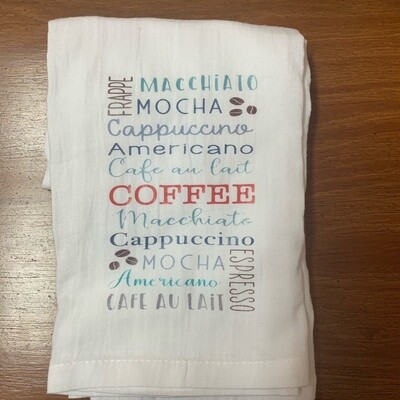 FRAPPE
MACCHIATO
MOCHA
Cappuccino
Americano
Cafe au lait
COFFEE
Macchiato
Cappuccino
MOCHA
ESPRESSO
Americano
CAFE AU LAiT